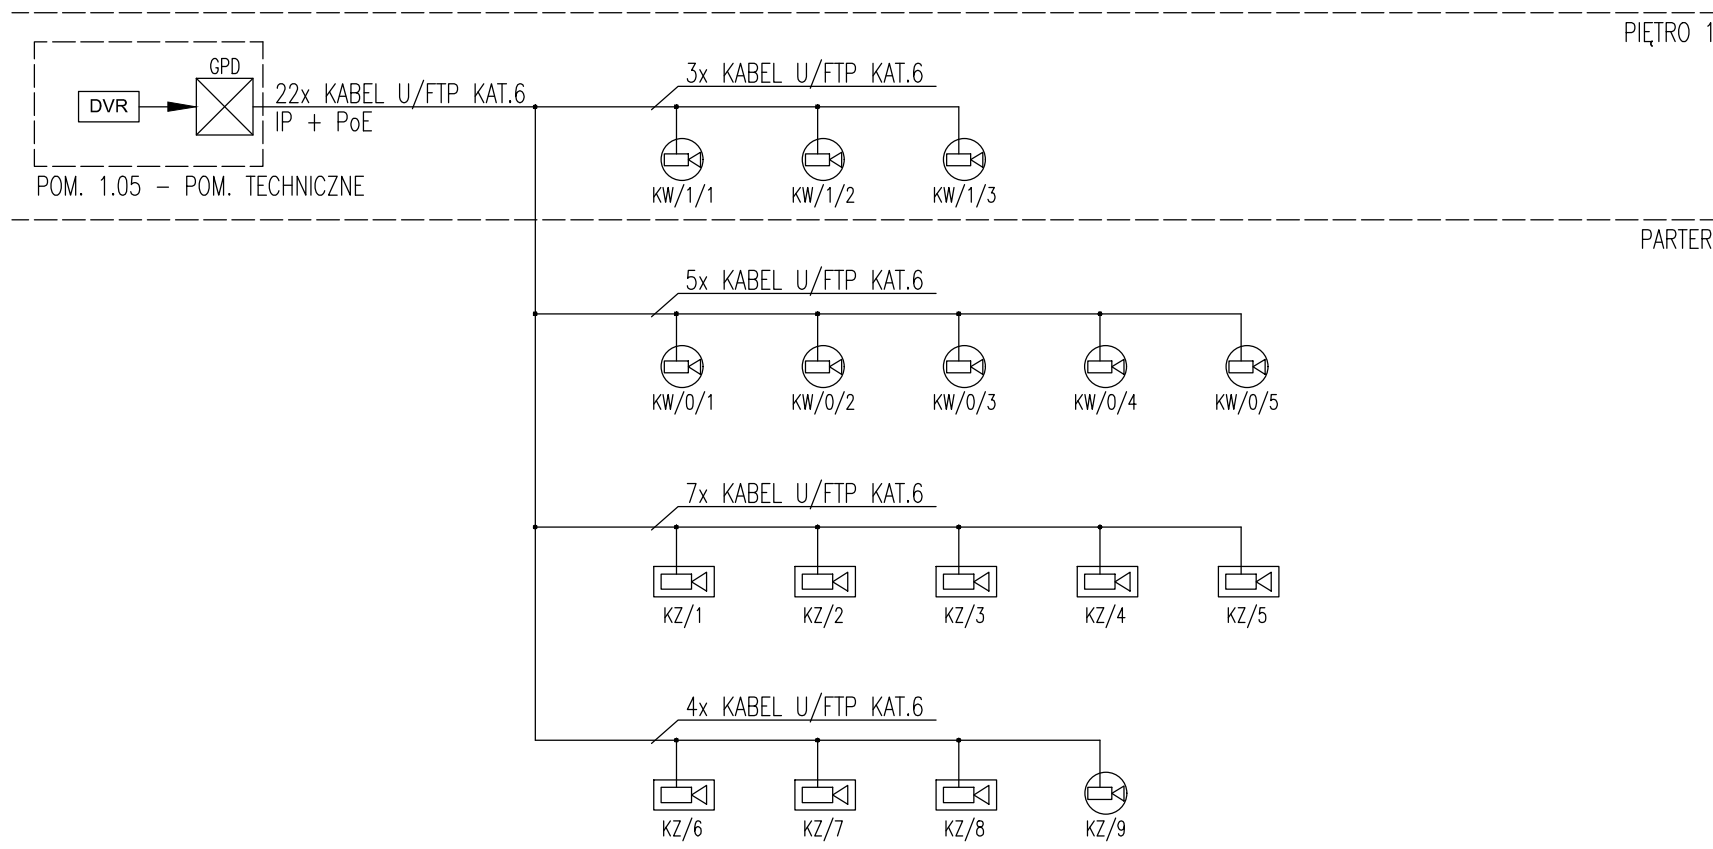 PIĘTRO 1
GPD
DVR
22x KABEL U/FTP KAT.6
IP + PoE
POM. 1.05 – POM. TECHNICZNE
3x KABEL U/FTP KAT.6
KW/1/1 KW/1/2 KW/1/3
PARTER
5x KABEL U/FTP KAT.6
KW/0/1 KW/0/2 KW/0/3 KW/0/4 KW/0/5
7x KABEL U/FTP KAT.6
KZ/1 KZ/2 KZ/3 KZ/4 KZ/5
4x KABEL U/FTP KAT.6
KZ/6 KZ/7 KZ/8 KZ/9